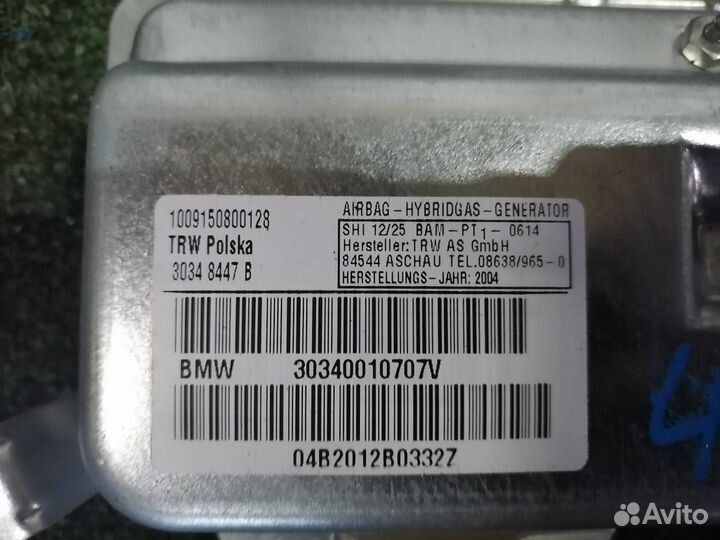 1009150800128
TRW Polska
3034 8447 B
AIRBAG-HYBRIDGAS-GENERATOR
SHI 12/25 BAM-PT1-0614
Hersteller: TRW AS GmbH
84544 ASCHAU TEL.08638/965-0
HERSTELLUNGS-JAHR: 2004
BMW 30340010707V
04B2012B0332Z
Avito